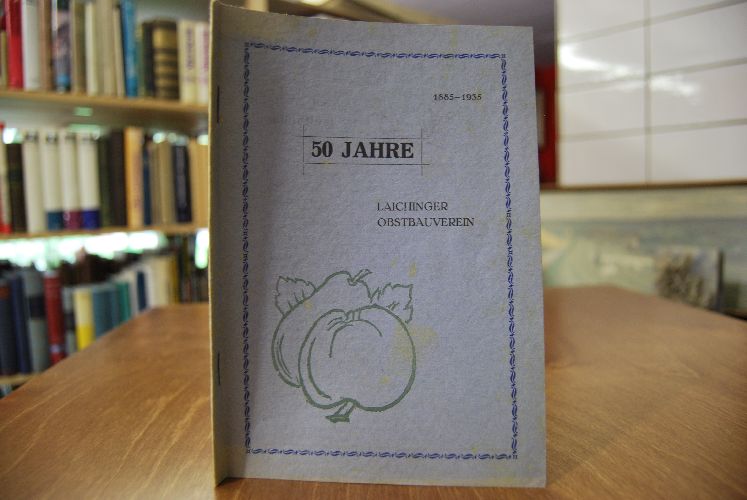 1885–1935
50 JAHRE
LAICHINGER
OBSTBAUVEREIN